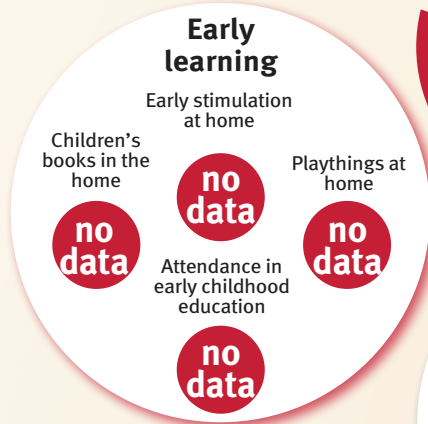 Early
learning
Early stimulation
at home
no
data
Children’s
books in the
home
no
data
Playthings at
home
no
data
Attendance in
early childhood
education
no
data